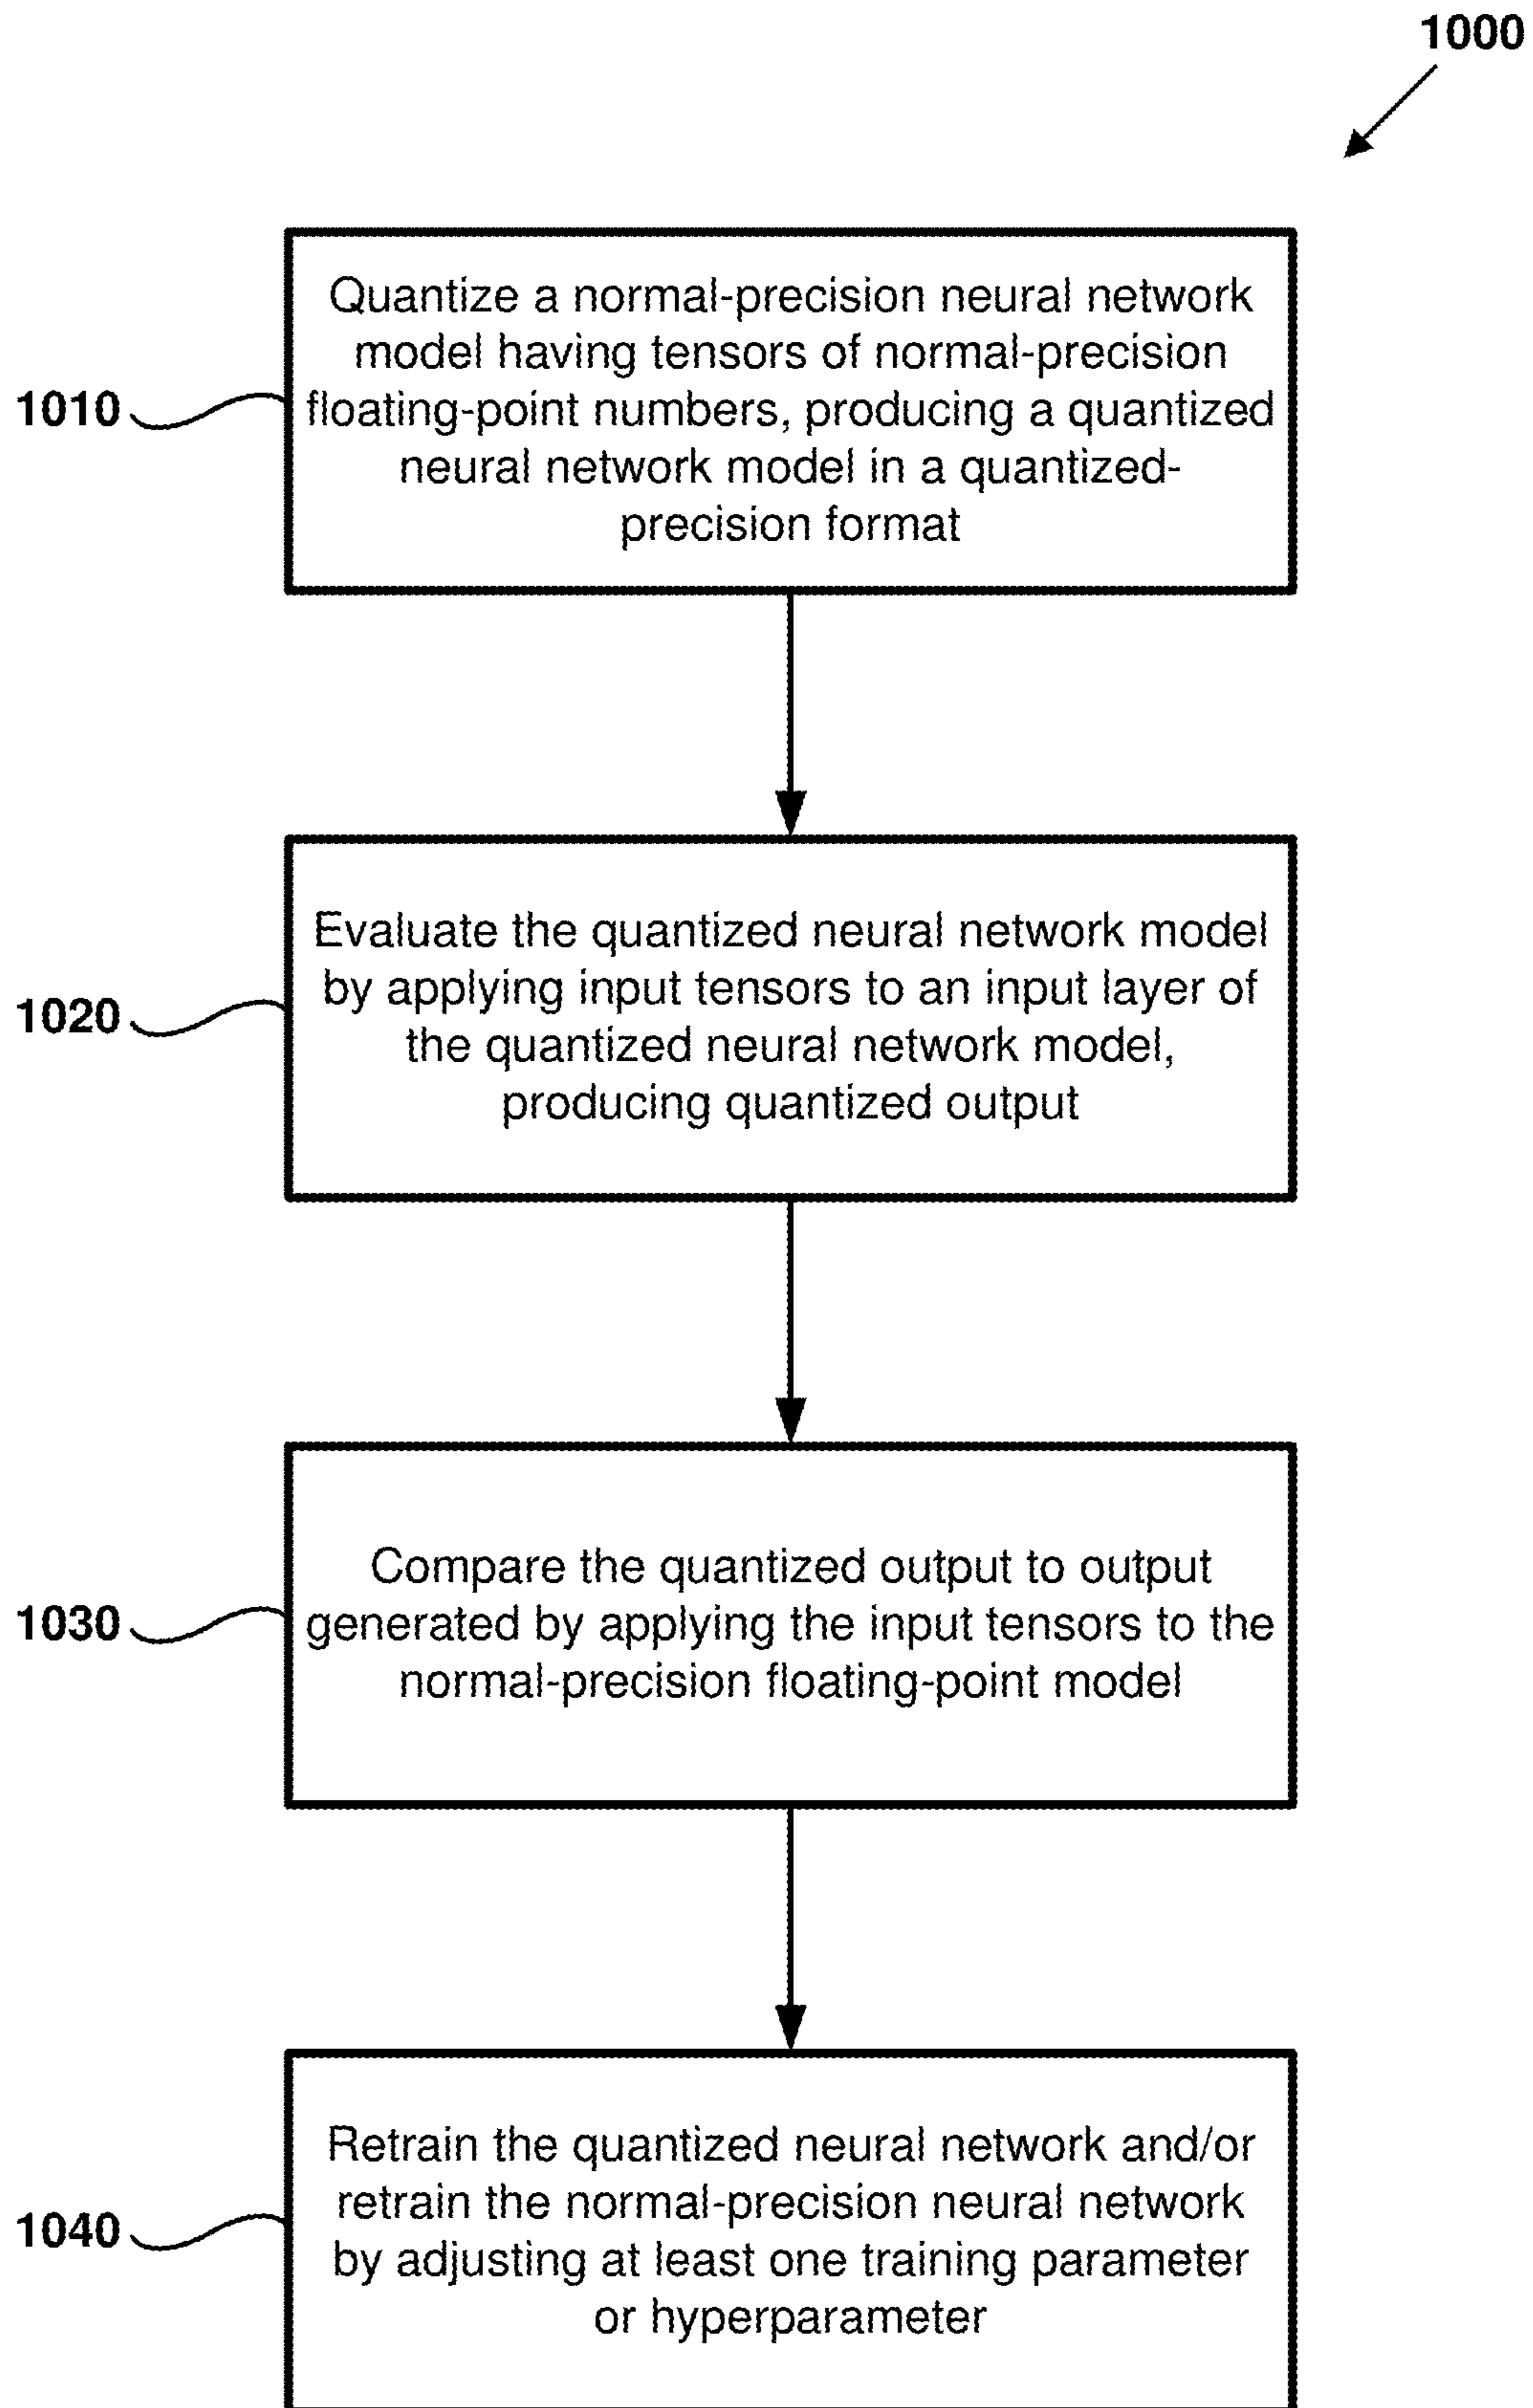 1000
Quantize a normal-precision neural network
model having tensors of normal-precision
floating-point numbers, producing a quantized
neural network model in a quantized-
precision format
1010
Evaluate the quantized neural network model
by applying input tensors to an input layer of
the quantized neural network model,
producing quantized output
1020
Compare the quantized output to output
generated by applying the input tensors to the
normal-precision floating-point model
1030
Retrain the quantized neural network and/or
retrain the normal-precision neural network
by adjusting at least one training parameter
or hyperparameter
1040